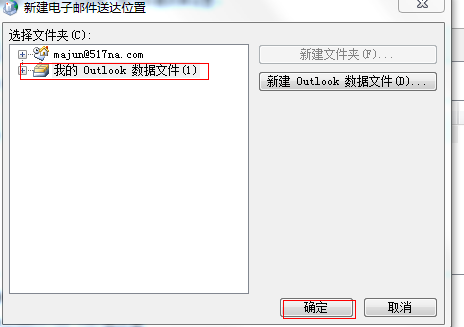 新建电子邮件送达位置
选择文件夹(C):
majun@517na.com
我的 Outlook 数据文件(1)
新建文件夹(F)...
新建 Outlook 数据文件(D)...
确定
取消